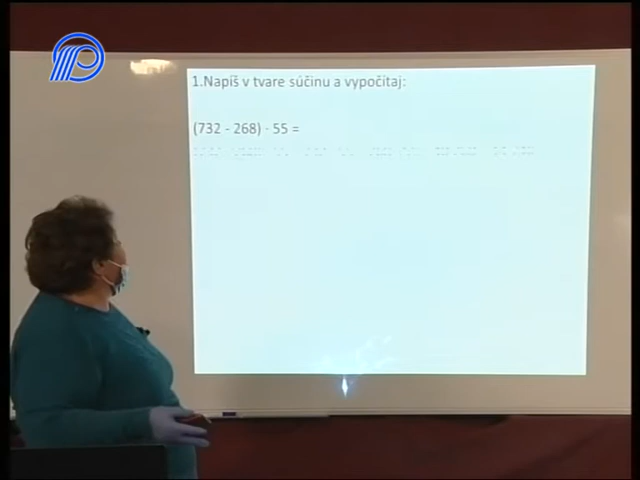 1.Napíš v tvare súčinu a vypočítaj:
(732 - 268) · 55 =